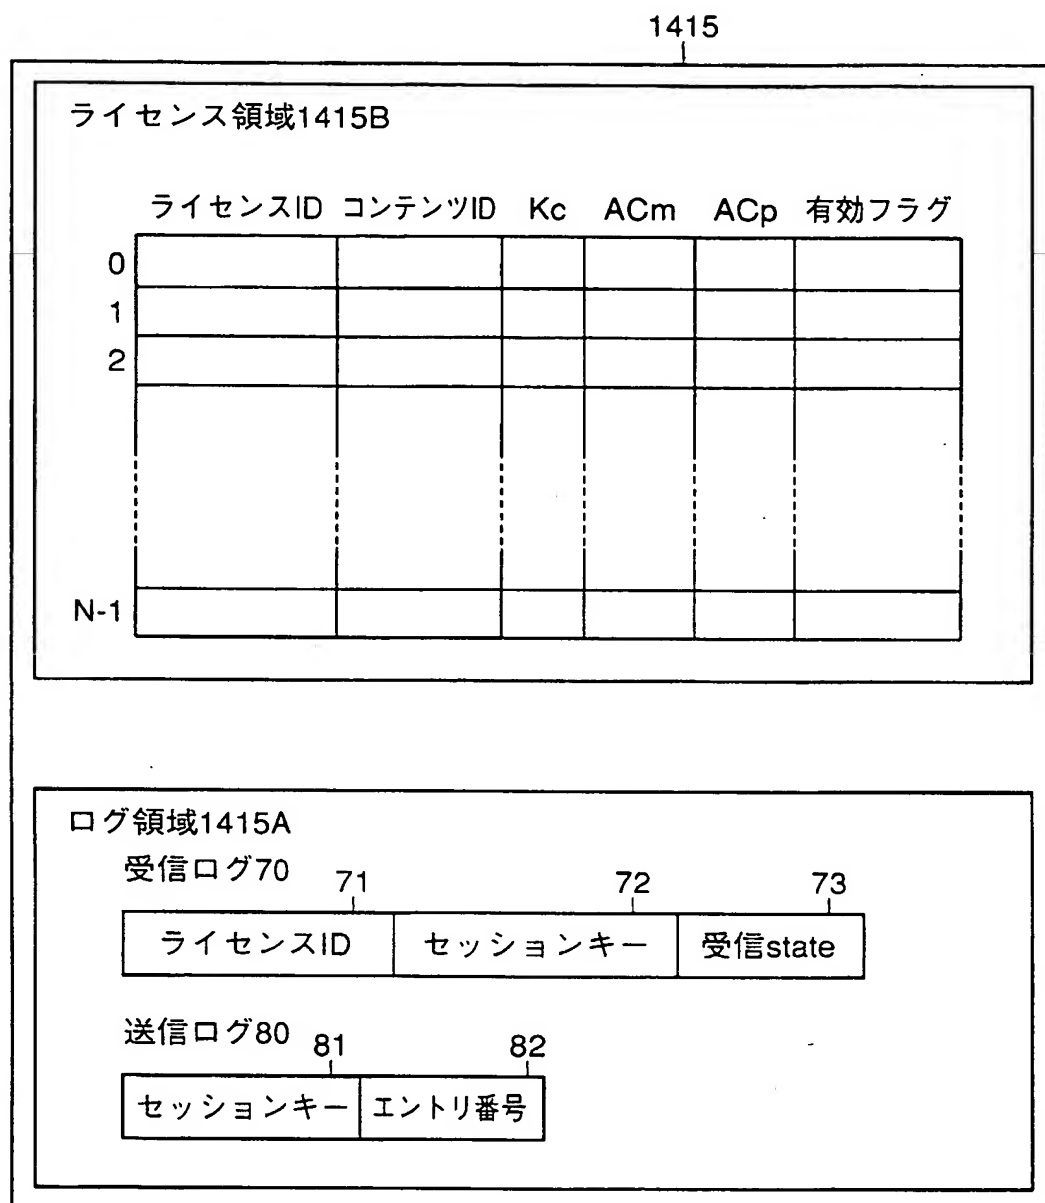 1415
ライセンス領域1415B
ライセンスID コンテンツID Kc ACm ACp 有効フラグ
0
1
2
N-1
ログ領域1415A
受信ログ70
71 72 73
ライセンスID セッションキー 受信state
送信ログ80
81 82
セッションキー エントリ番号